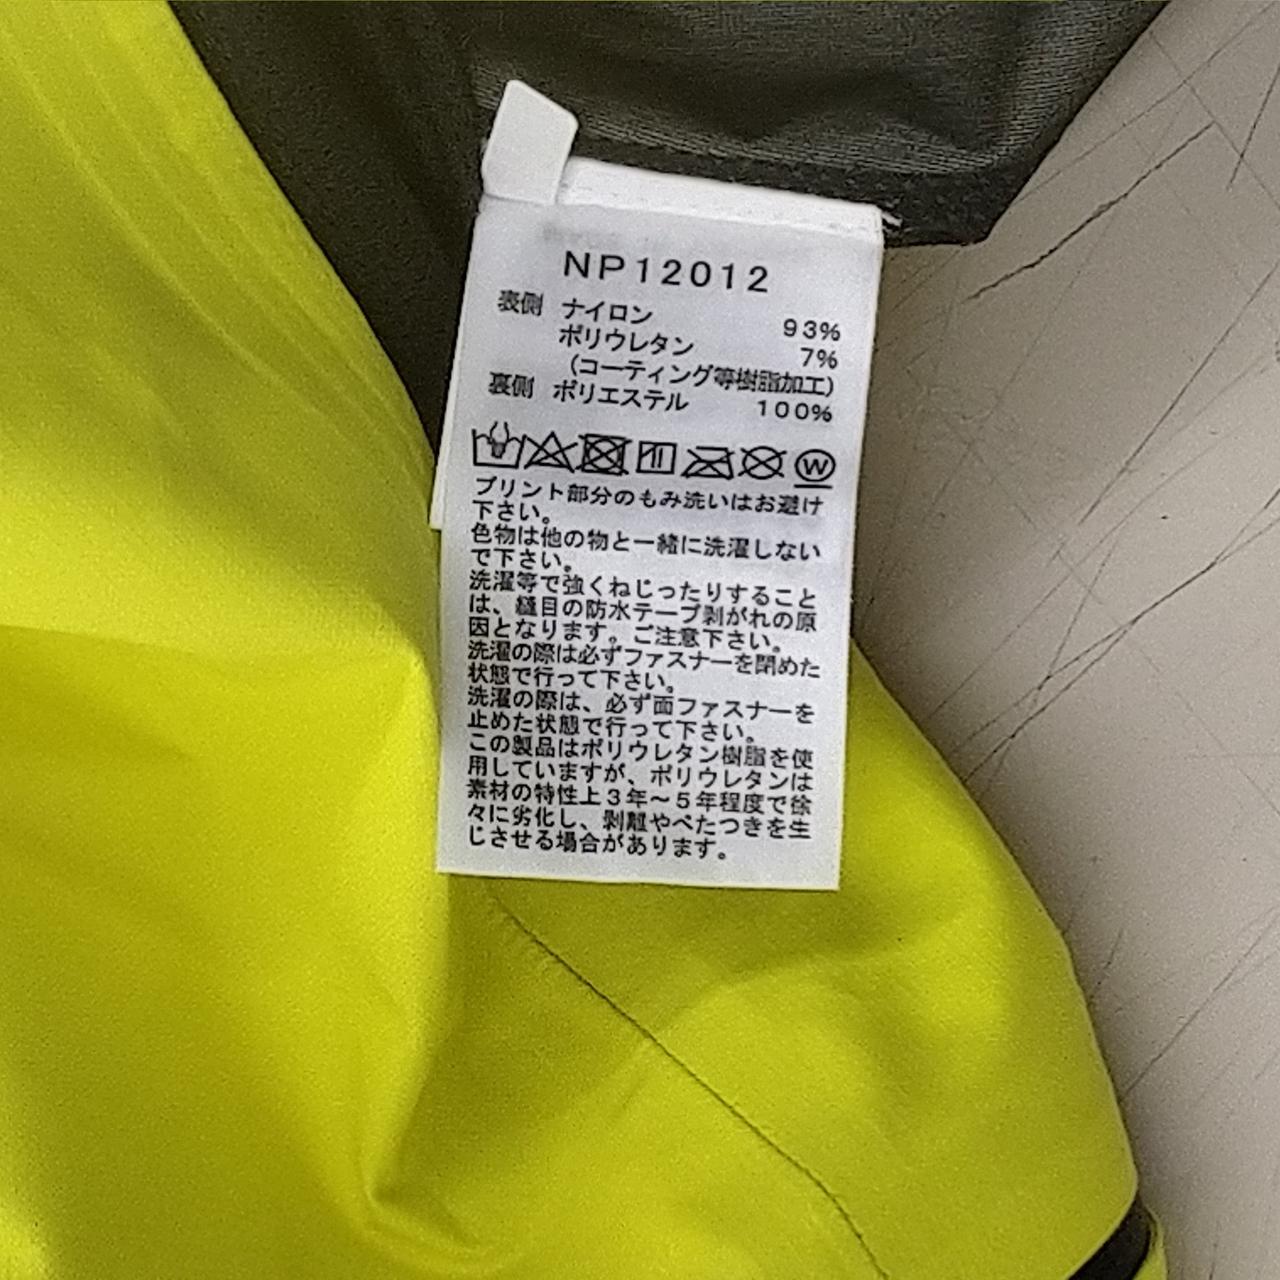 NP12012
表側 ナイロン 93%
ポリウレタン 7%
(コーティング等樹脂加工)
裏側 ポリエステル 100%
W
プリント部分のもみ洗いはお避け
下さい。
色物は他の物と一緒に洗濯しない
で下さい。
洗濯等で強くねじったりすること
は、縫目の防水テープ剥がれの原
因となります。ご注意下さい。
洗濯の際は必ずファスナーを閉めた
状態で行って下さい。
洗濯の際は、必ず面ファスナーを
止めた状態で行って下さい。
この製品はポリウレタン樹脂を使
用していますが、ポリウレタンは
素材の特性上3年～5年程度で徐
々に劣化し、剥離やべたつきを生
じさせる場合があります。